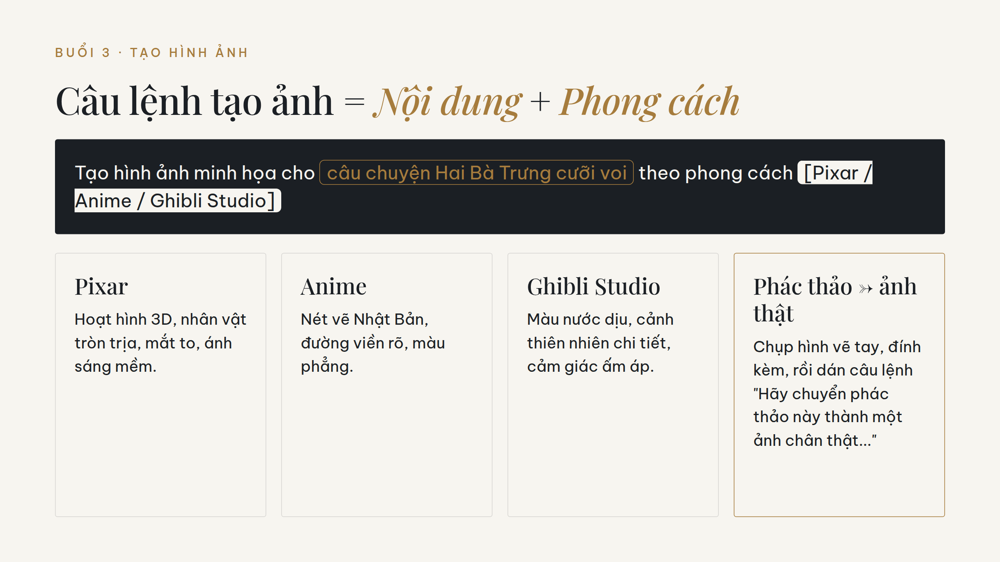 BUỔI 3 · TẠO HÌNH ẢNH
Câu lệnh tạo ảnh = Nội dung + Phong cách
Tạo hình ảnh minh họa cho câu chuyện Hai Bà Trưng cưỡi voi theo phong cách [Pixar /
Anime / Ghibli Studio]
Pixar
Hoạt hình 3D, nhân vật
tròn trịa, mắt to, ánh
sáng mềm.
Anime
Nét vẽ Nhật Bản,
đường viền rõ, màu
phẳng.
Ghibli Studio
Màu nước dịu, cảnh
thiên nhiên chi tiết,
cảm giác ấm áp.
Phác thảo → ảnh
thật
Chụp hình vẽ tay, đính
kèm, rồi dán câu lệnh
"Hãy chuyển phác
thảo này thành một
ảnh chân thật..."